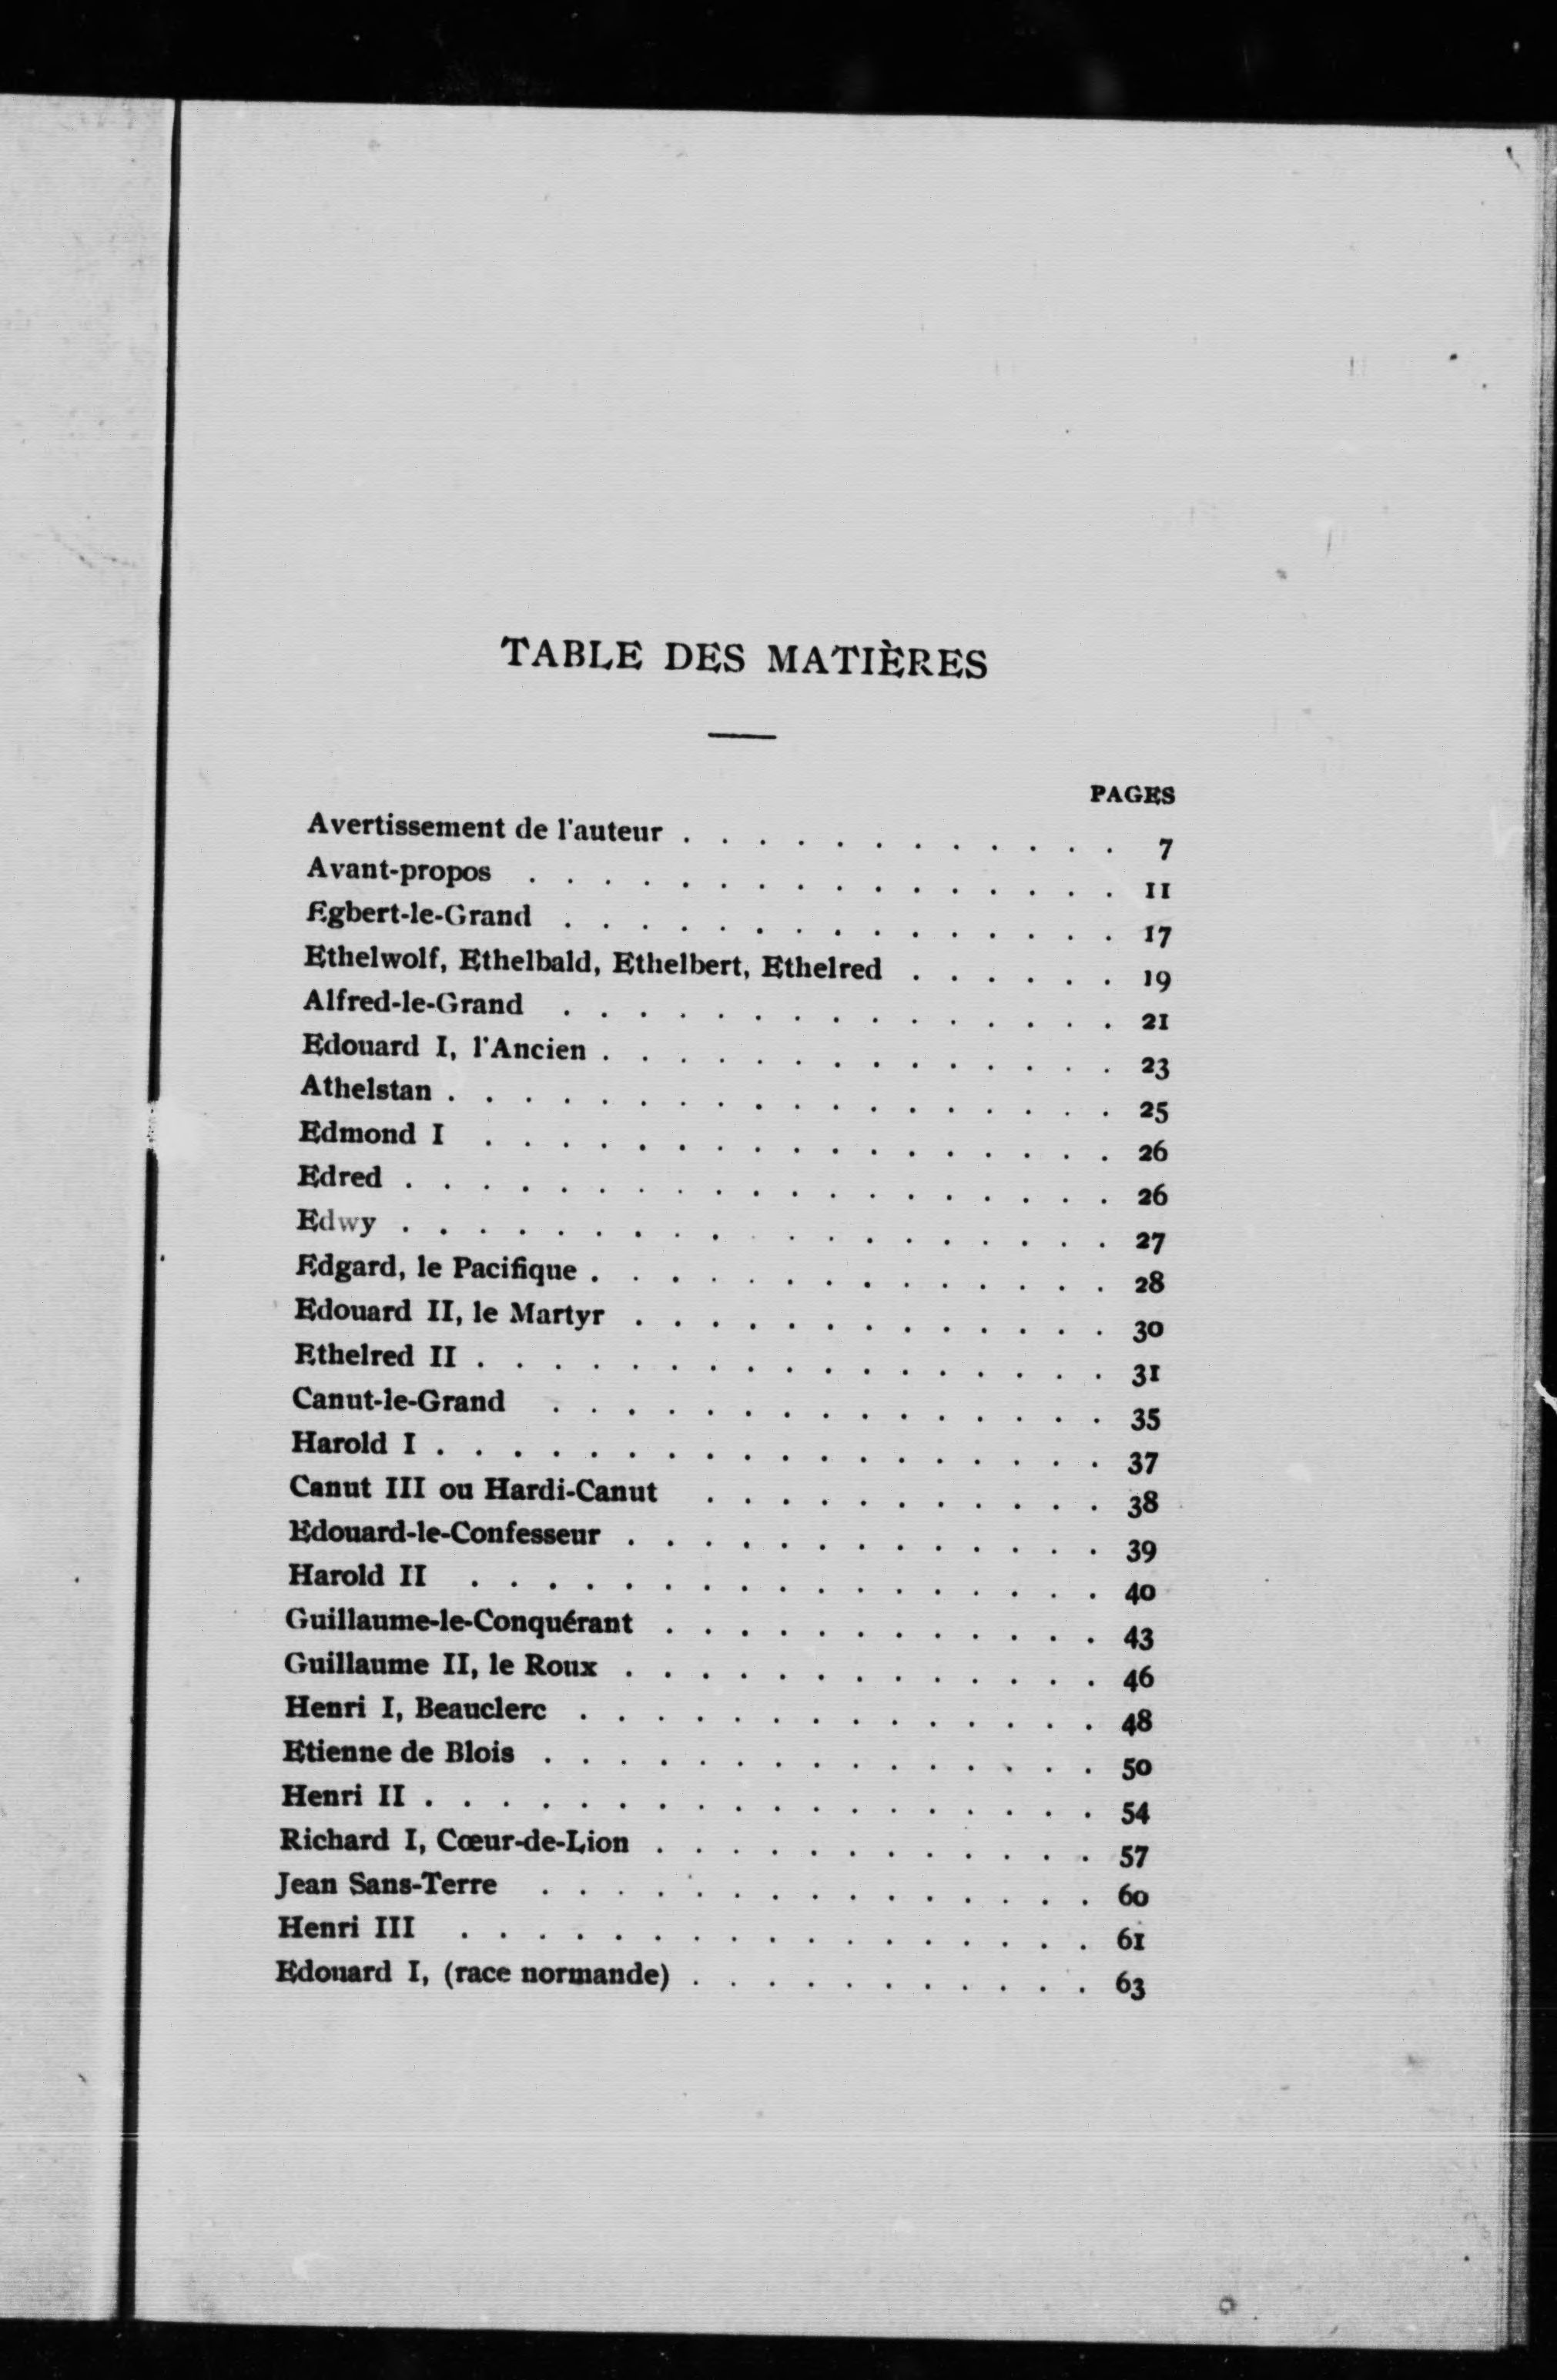 TABLE DES MATIÈRES
PAGES
Avertissement de l'auteur . . . . . . . . . . . . 7
Avant-propos . . . . . . . . . . . . . . . . 11
Egbert-le-Grand . . . . . . . . . . . . . . . 17
Ethelwolf, Ethelbald, Ethelbert, Ethelred . . . . . . 19
Alfred-le-Grand . . . . . . . . . . . . . . . 21
Edouard I, l'Ancien . . . . . . . . . . . . . . 23
Athelstan . . . . . . . . . . . . . . . . . . 25
Edmond I . . . . . . . . . . . . . . . . . 26
Edred . . . . . . . . . . . . . . . . . . . 26
Edwy . . . . . . . . . . . . . . . . . . . 27
Edgard, le Pacifique . . . . . . . . . . . . . . 28
Edouard II, le Martyr . . . . . . . . . . . . . 30
Ethelred II . . . . . . . . . . . . . . . . . 31
Canut-le-Grand . . . . . . . . . . . . . . . 35
Harold I . . . . . . . . . . . . . . . . . . 37
Canut III ou Hardi-Canut . . . . . . . . . . . 38
Edouard-le-Confesseur . . . . . . . . . . . . . 39
Harold II . . . . . . . . . . . . . . . . . 40
Guillaume-le-Conquérant . . . . . . . . . . . . 43
Guillaume II, le Roux . . . . . . . . . . . . . 46
Henri I, Beauclerc . . . . . . . . . . . . . . 48
Etienne de Blois . . . . . . . . . . . . . . . 50
Henri II . . . . . . . . . . . . . . . . . . 54
Richard I, Cœur-de-Lion . . . . . . . . . . . . 57
Jean Sans-Terre . . . . . . . . . . . . . . . 60
Henri III . . . . . . . . . . . . . . . . . 61
Edouard I, (race normande) . . . . . . . . . . . 63